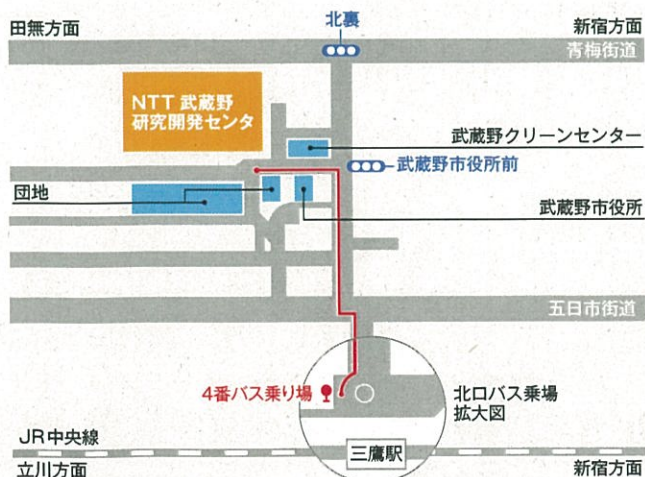 田無方面
北裏
新宿方面
青梅街道
NTT 武蔵野
研究開発センタ
武蔵野クリーンセンター
武蔵野市役所前
団地
武蔵野市役所
五日市街道
4番バス乗り場
北口バス乗場
拡大図
JR中央線
三鷹駅
立川方面
新宿方面